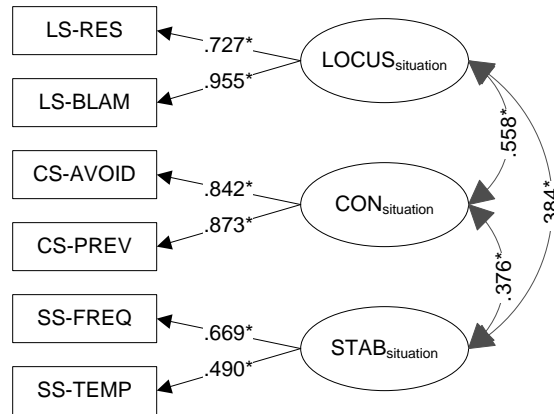 LS-RES
.727*
LOCUSsituation
.955*
LS-BLAM
.558*
CS-AVOID
.842*
CONsituation
.384*
.873*
CS-PREV
.376*
SS-FREQ
.669*
STABsituation
.490*
SS-TEMP